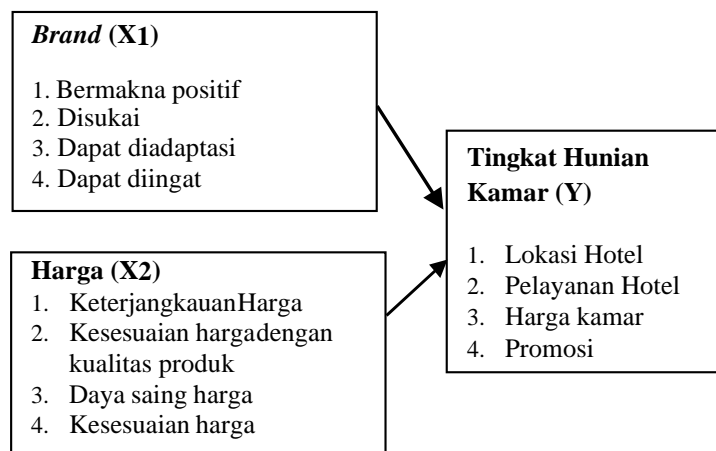 Brand (X1)
1. Bermakna positif
2. Disukai
3. Dapat diadaptasi
4. Dapat diingat
Harga (X2)
1. KeterjangkauanHarga
2. Kesesuaian hargadengan
kualitas produk
3. Daya saing harga
4. Kesesuaian harga
Tingkat Hunian
Kamar (Y)
1. Lokasi Hotel
2. Pelayanan Hotel
3. Harga kamar
4. Promosi